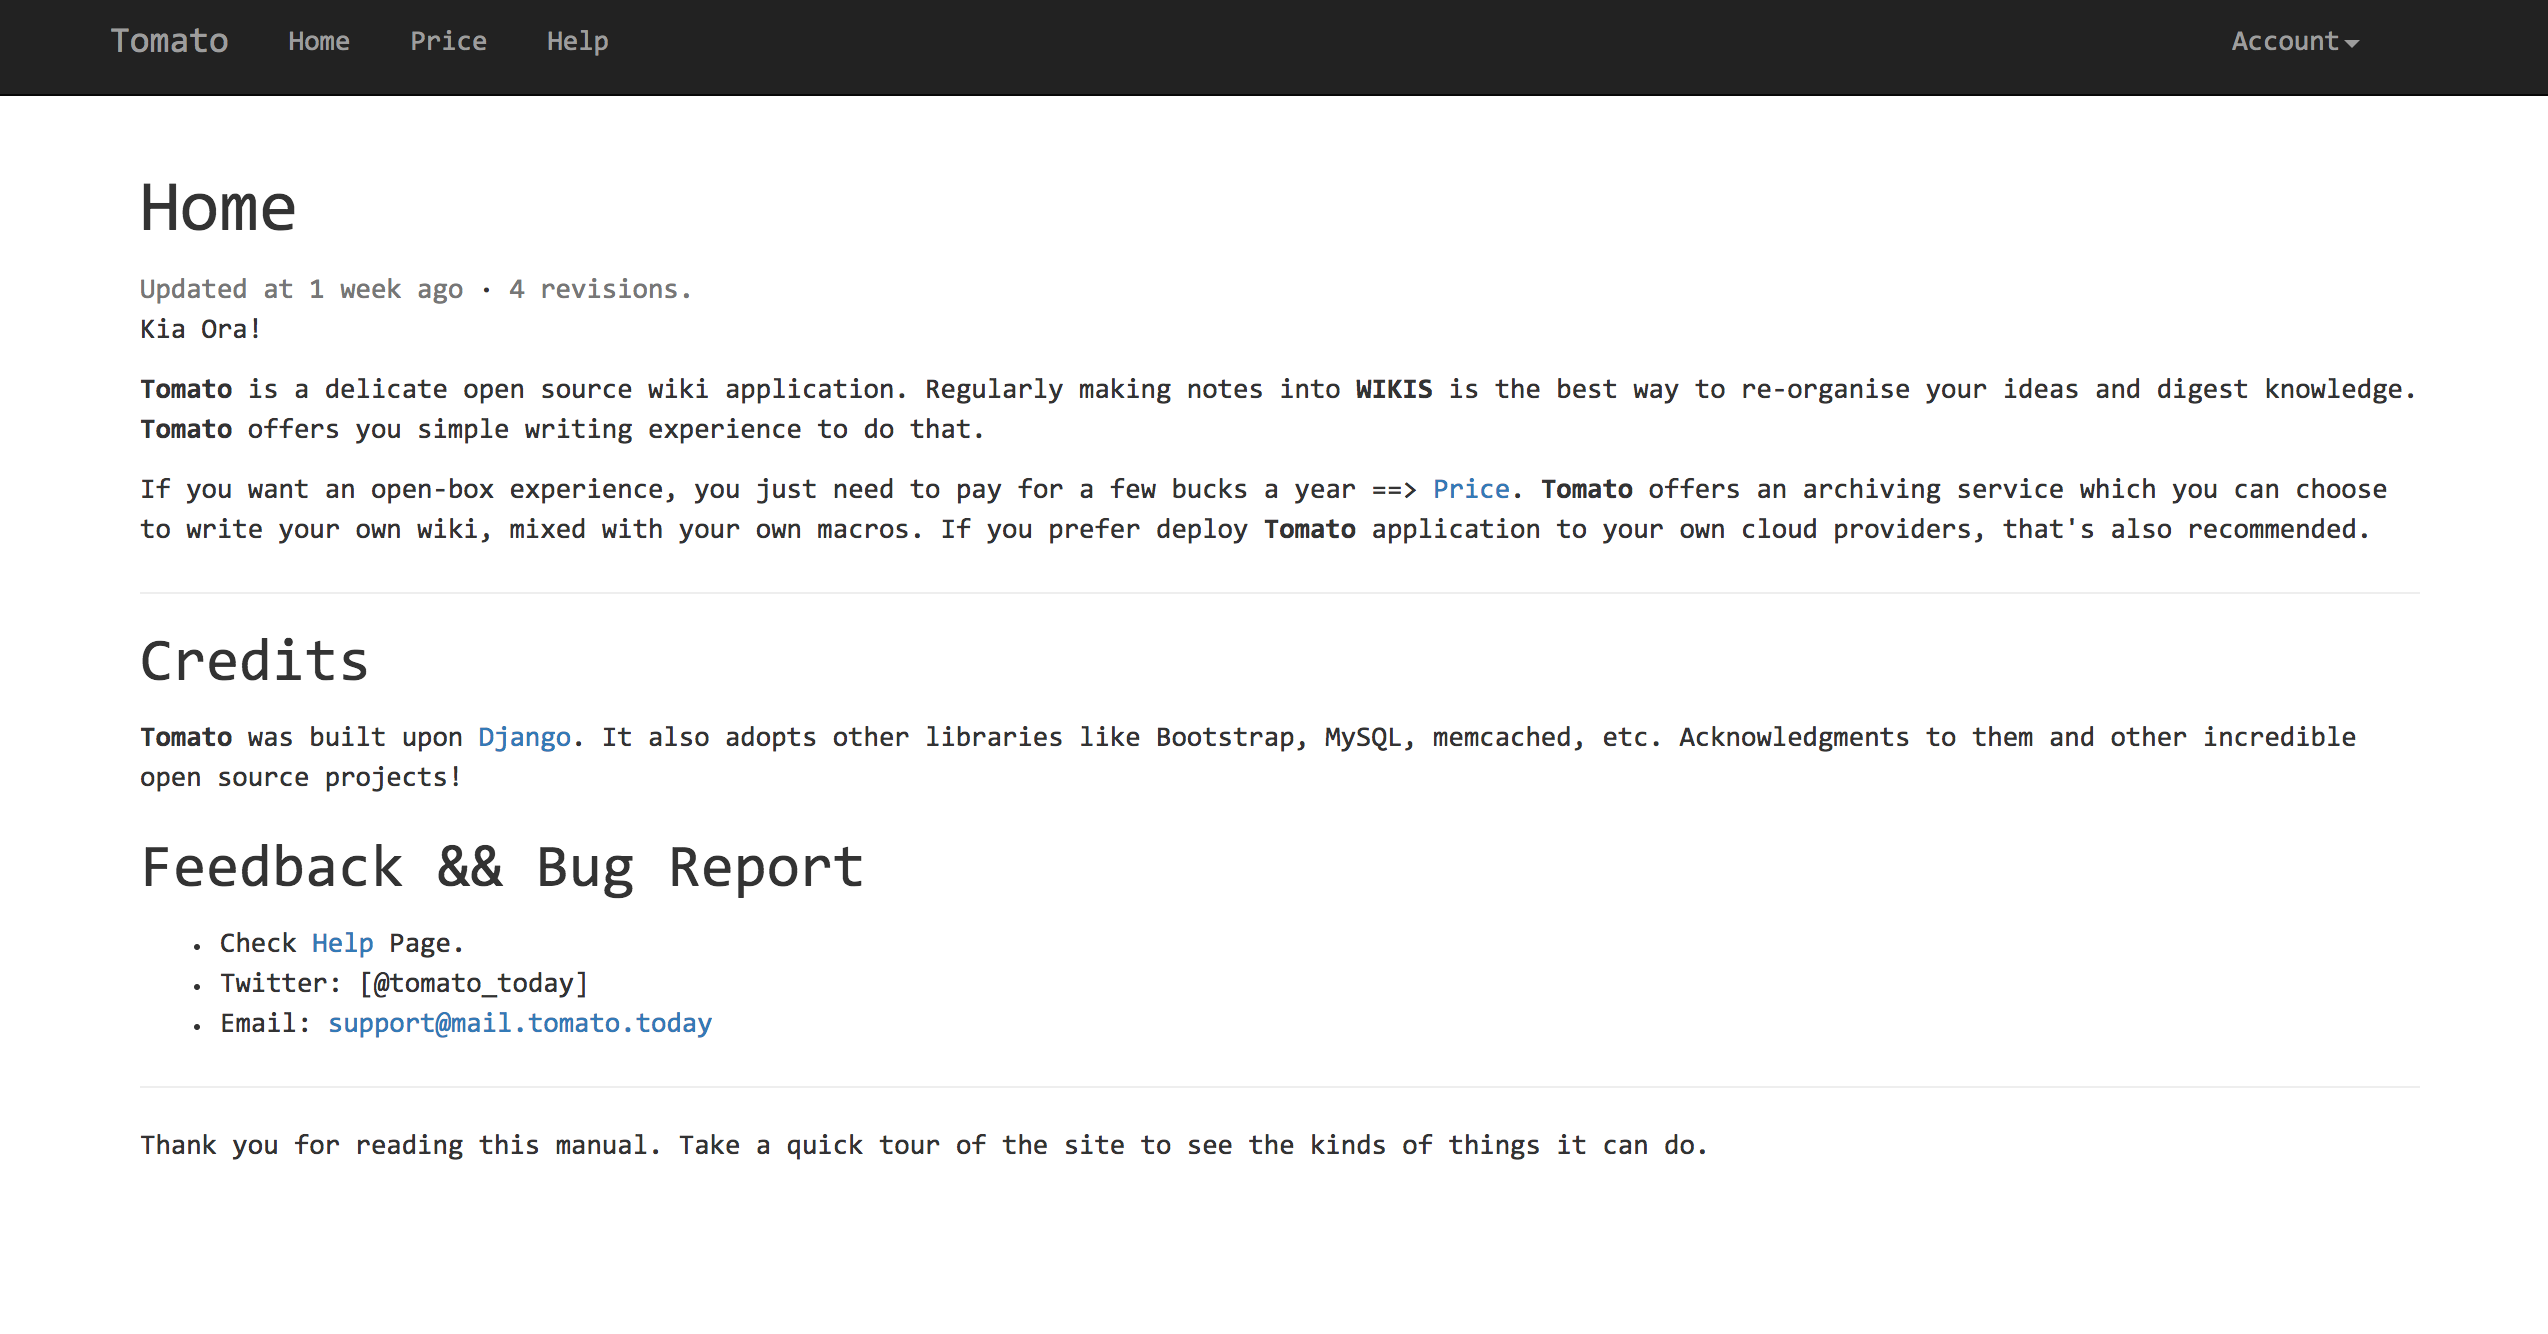 Tomato Home Price Help Account
Home
Updated at 1 week ago · 4 revisions.
Kia Ora!
Tomato is a delicate open source wiki application. Regularly making notes into WIKIS is the best way to re-organise your ideas and digest knowledge.
Tomato offers you simple writing experience to do that.
If you want an open-box experience, you just need to pay for a few bucks a year ==> Price. Tomato offers an archiving service which you can choose
to write your own wiki, mixed with your own macros. If you prefer deploy Tomato application to your own cloud providers, that's also recommended.
Credits
Tomato was built upon Django. It also adopts other libraries like Bootstrap, MySQL, memcached, etc. Acknowledgments to them and other incredible
open source projects!
Feedback && Bug Report
• Check Help Page.
• Twitter: [@tomato_today]
• Email: support@mail.tomato.today
Thank you for reading this manual. Take a quick tour of the site to see the kinds of things it can do.